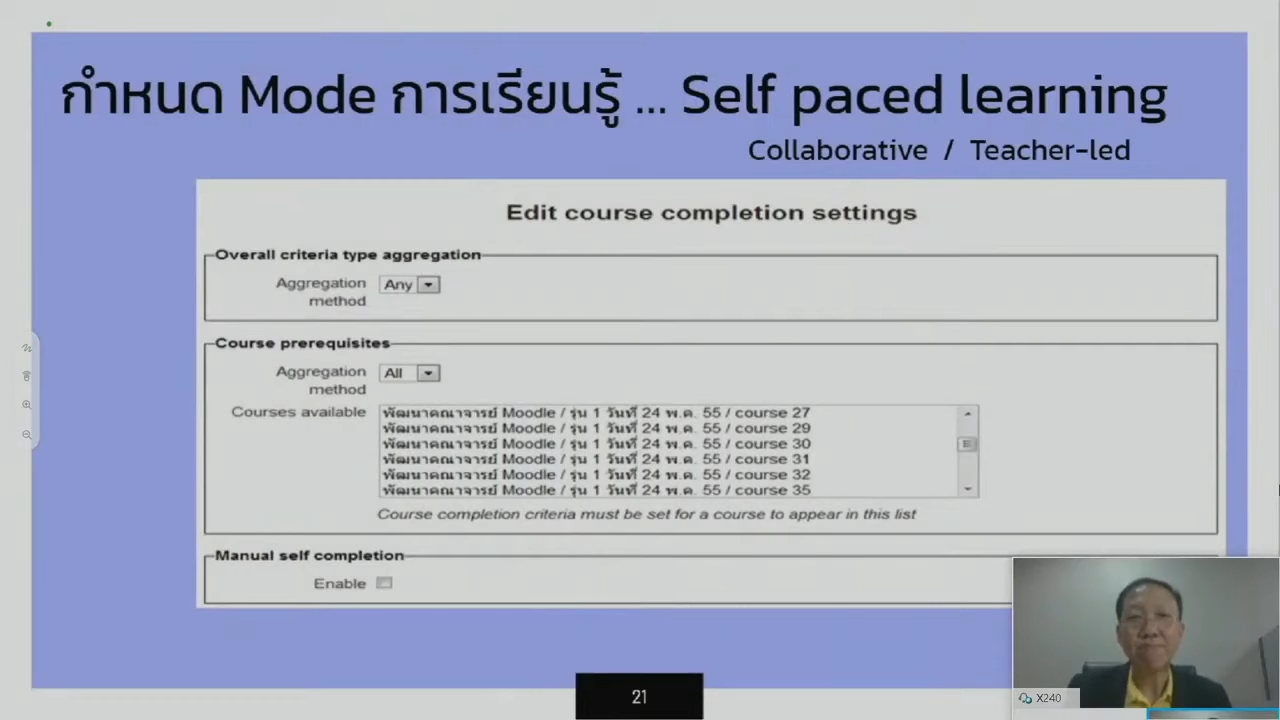 กำหนด Mode การเรียนรู้ ... Self paced learning
Collaborative / Teacher-led
Edit course completion settings
Overall criteria type aggregation
Aggregation method Any
Course prerequisites
Aggregation method All
Courses available
พัฒนาคณาจารย์ Moodle / รุ่น 1 วันที่ 24 พ.ค. 55 / course 27
พัฒนาคณาจารย์ Moodle / รุ่น 1 วันที่ 24 พ.ค. 55 / course 29
พัฒนาคณาจารย์ Moodle / รุ่น 1 วันที่ 24 พ.ค. 55 / course 30
พัฒนาคณาจารย์ Moodle / รุ่น 1 วันที่ 24 พ.ค. 55 / course 31
พัฒนาคณาจารย์ Moodle / รุ่น 1 วันที่ 24 พ.ค. 55 / course 32
พัฒนาคณาจารย์ Moodle / รุ่น 1 วันที่ 24 พ.ค. 55 / course 35
Course completion criteria must be set for a course to appear in this list
Manual self completion
Enable
21
X240